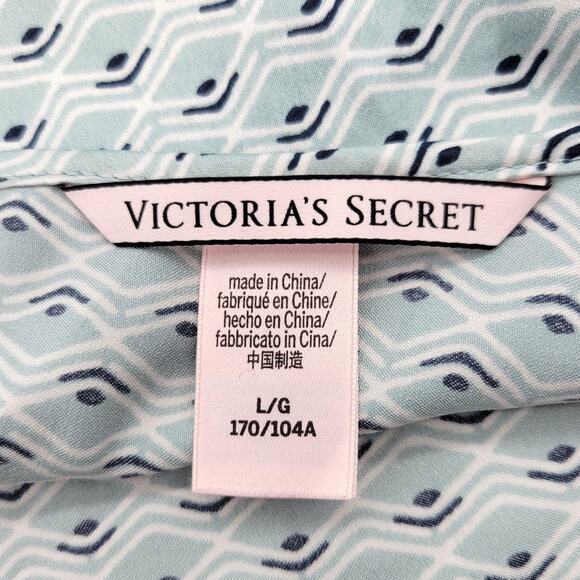 VICTORIA'S SECRET
made in China/
fabriqué en Chine/
hecho en China/
fabbricato in Cina/
中国制造
L/G
170/104A